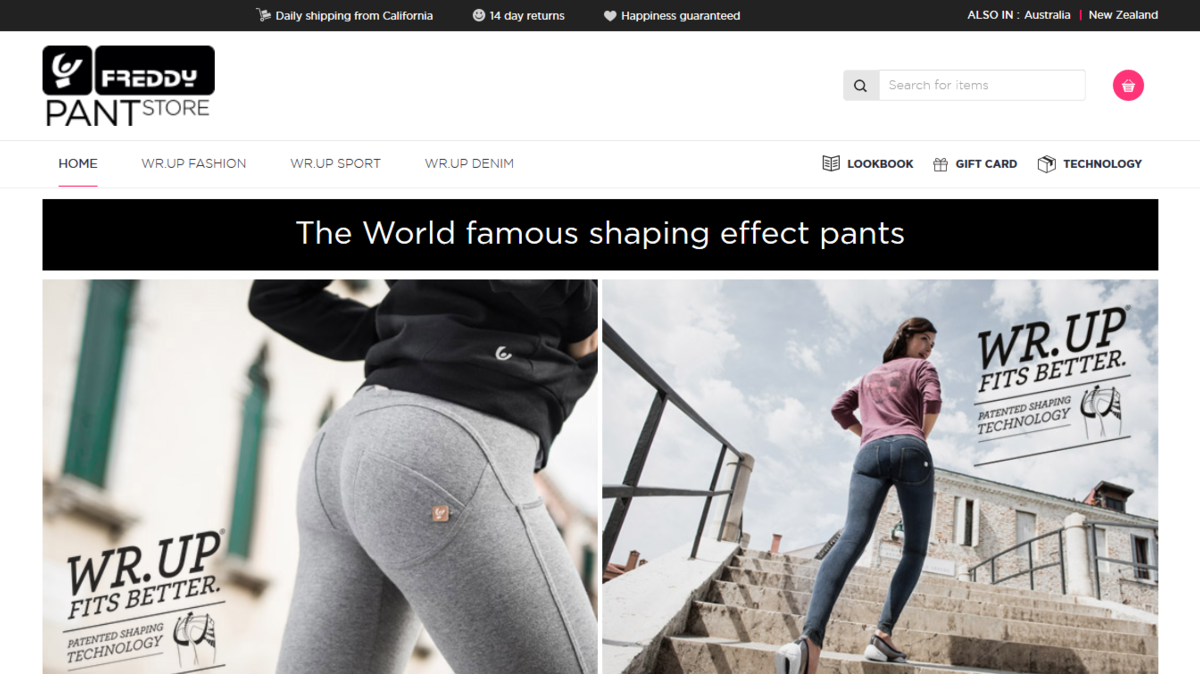 Daily shipping from California
14 day returns
Happiness guaranteed
ALSO IN : Australia | New Zealand
FREDDY
PANT STORE
Search for items
HOME
WR.UP FASHION
WR.UP SPORT
WR.UP DENIM
LOOKBOOK
GIFT CARD
TECHNOLOGY
The World famous shaping effect pants
WR.UP®
FITS BETTER.
PATENTED SHAPING
TECHNOLOGY
WR.UP®
FITS BETTER.
PATENTED SHAPING
TECHNOLOGY